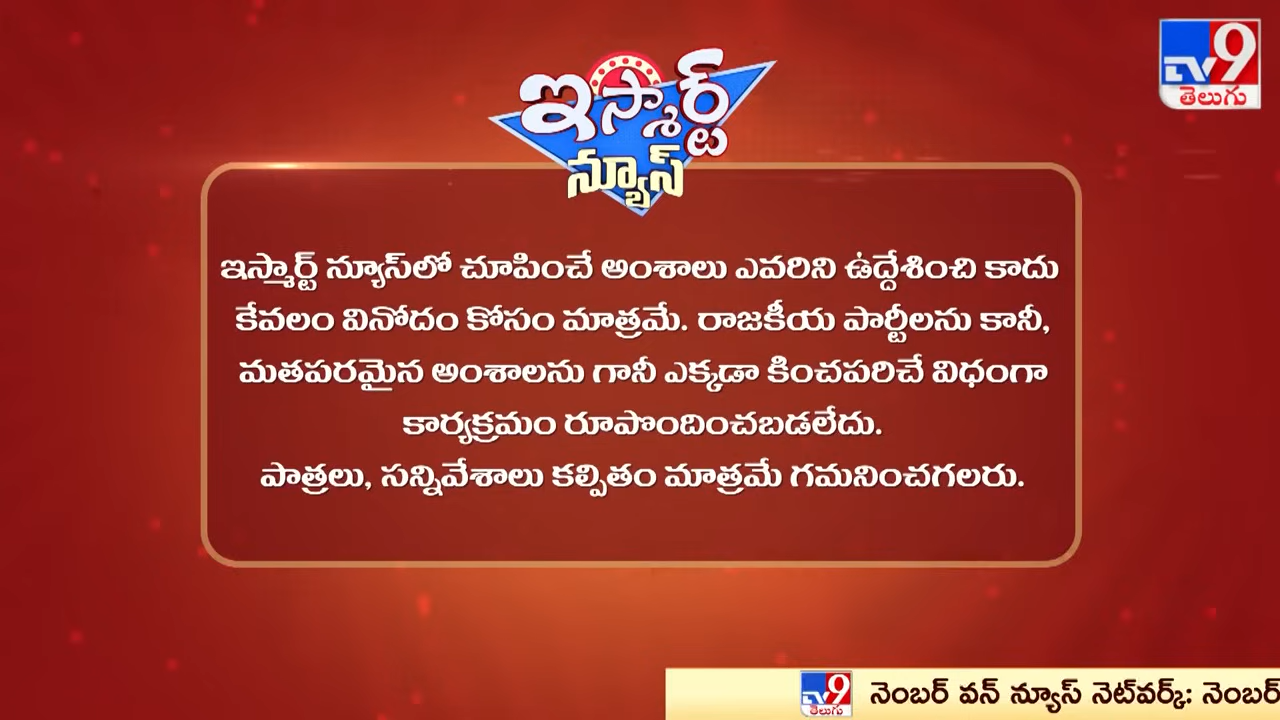 TV9
తెలుగు
ఇస్మార్ట్
న్యూస్
ఇస్మార్ట్ న్యూస్‌లో చూపించే అంశాలు ఎవరిని ఉద్దేశించి కాదు
కేవలం వినోదం కోసం మాత్రమే. రాజకీయ పార్టీలను కానీ,
మతపరమైన అంశాలను గానీ ఎక్కడా కించపరిచే విధంగా
కార్యక్రమం రూపొందించబడలేదు.
పాత్రలు, సన్నివేశాలు కల్పితం మాత్రమే గమనించగలరు.
TV9 తెలుగు నెంబర్ వన్ న్యూస్ నెట్‌వర్క్: నెంబర్